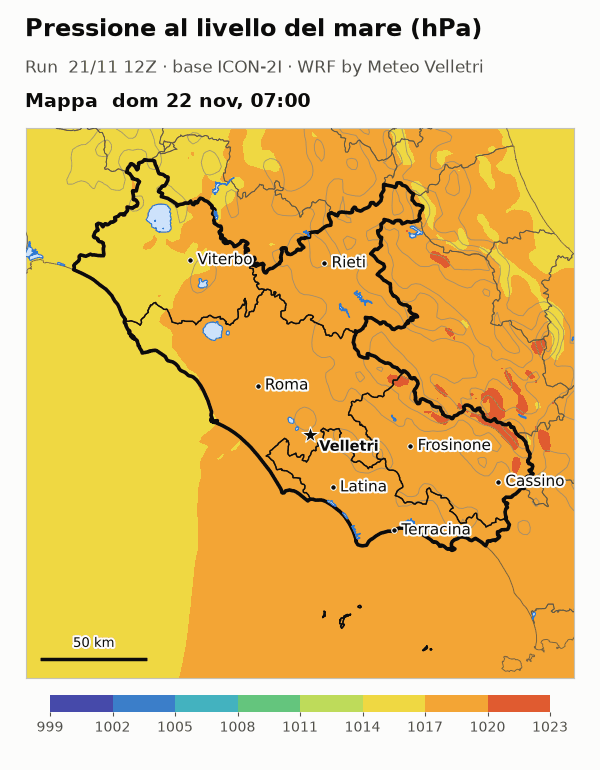 Pressione al livello del mare (hPa)
Run  21/11 12Z · base ICON-2I · WRF by Meteo Velletri
Mappa  dom 22 nov, 07:00
Viterbo
Rieti
Roma
Velletri
Frosinone
Latina
Cassino
Terracina
50 km
999 1002 1005 1008 1011 1014 1017 1020 1023